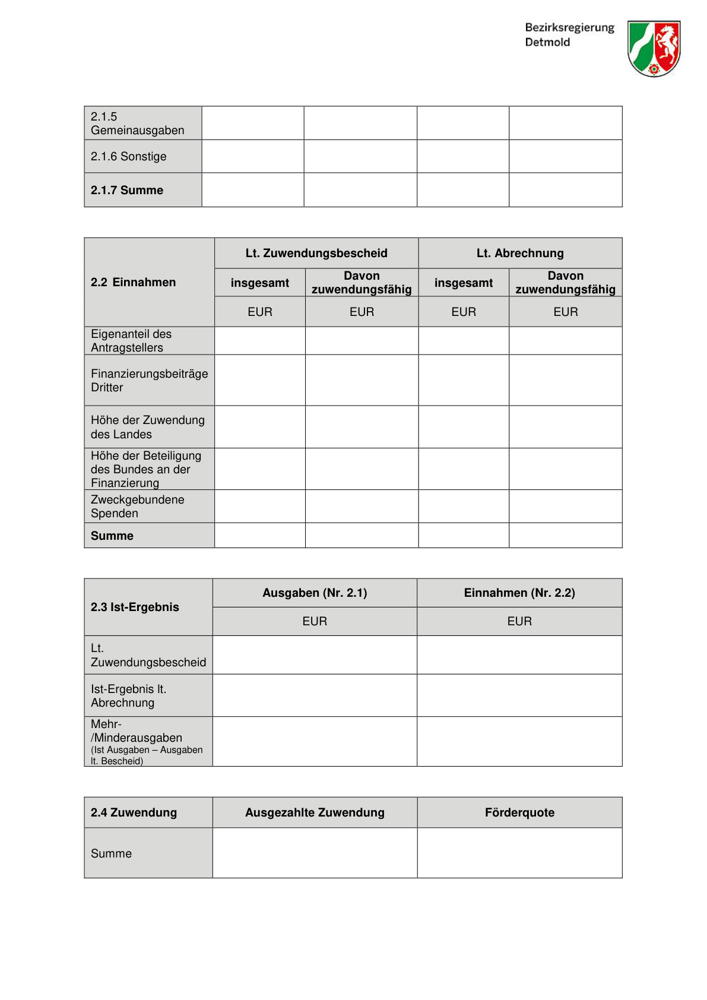 Bezirksregierung
Detmold
2.1.5
Gemeinausgaben
2.1.6 Sonstige
2.1.7 Summe
2.2 Einnahmen
Lt. Zuwendungsbescheid
Lt. Abrechnung
insgesamt
Davon
zuwendungsfähig
insgesamt
Davon
zuwendungsfähig
EUR
EUR
EUR
EUR
Eigenanteil des
Antragstellers
Finanzierungsbeiträge
Dritter
Höhe der Zuwendung
des Landes
Höhe der Beteiligung
des Bundes an der
Finanzierung
Zweckgebundene
Spenden
Summe
2.3 Ist-Ergebnis
Ausgaben (Nr. 2.1)
Einnahmen (Nr. 2.2)
EUR
EUR
Lt.
Zuwendungsbescheid
Ist-Ergebnis lt.
Abrechnung
Mehr-
/Minderausgaben
(Ist Ausgaben – Ausgaben
lt. Bescheid)
2.4 Zuwendung
Ausgezahlte Zuwendung
Förderquote
Summe